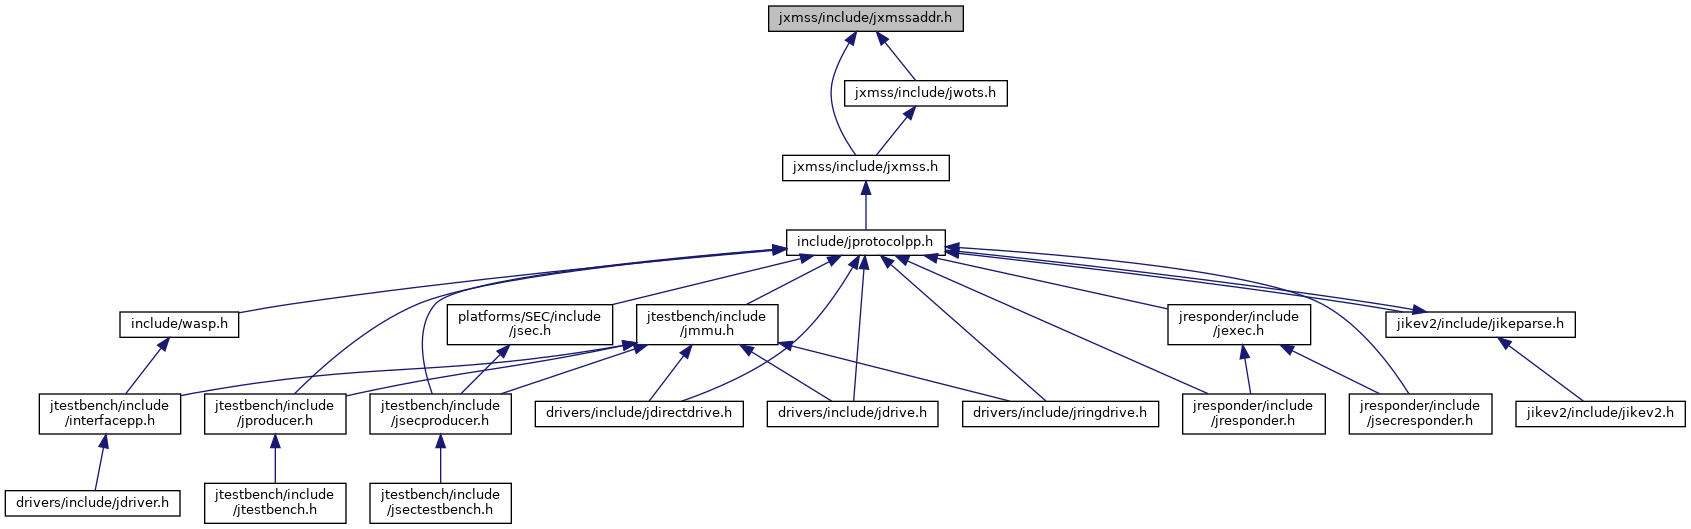 jxmss/include/jxmssaddr.h
jxmss/include/jwots.h
jxmss/include/jxmss.h
include/jprotocolpp.h
include/wasp.h
platforms/SEC/include
/jsec.h
jtestbench/include
/jmmu.h
jresponder/include
/jexec.h
jikev2/include/jikeparse.h
jtestbench/include
/interfacepp.h
jtestbench/include
/jproducer.h
jtestbench/include
/jsecproducer.h
drivers/include/jdirectdrive.h
drivers/include/jdrive.h
drivers/include/jringdrive.h
jresponder/include
/jresponder.h
jresponder/include
/jsecresponder.h
jikev2/include/jikev2.h
drivers/include/jdriver.h
jtestbench/include
/jtestbench.h
jtestbench/include
/jsectestbench.h